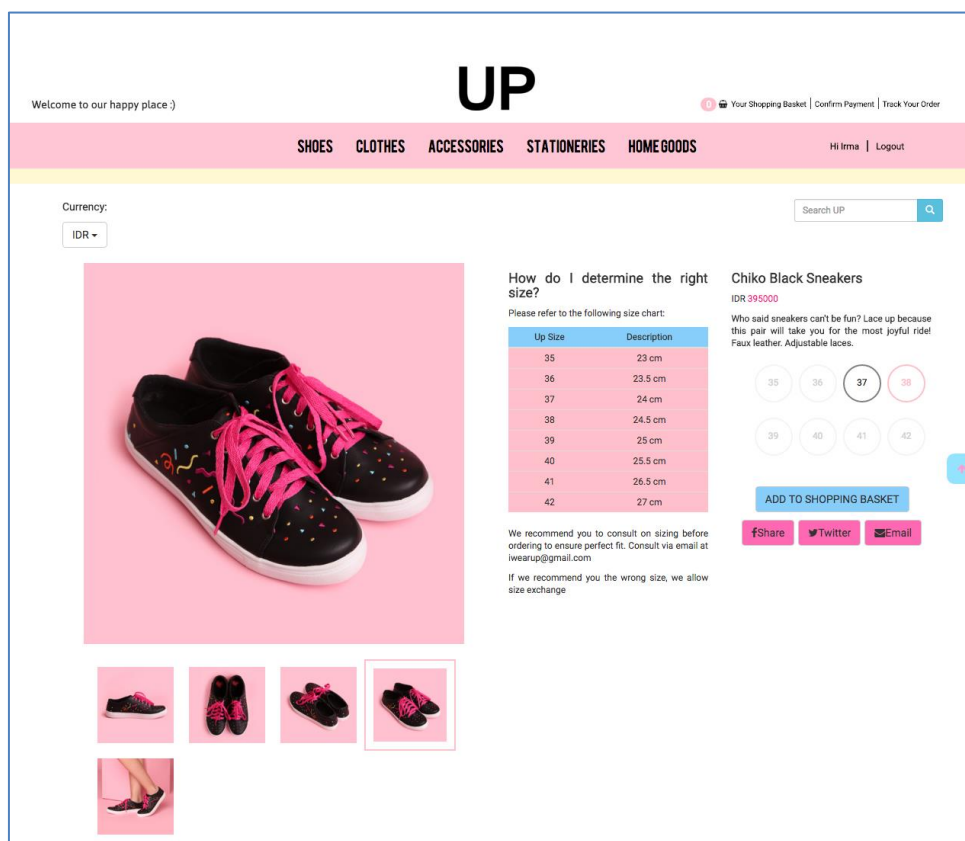 UP
Welcome to our happy place :)
0 Your Shopping Basket | Confirm Payment | Track Your Order
SHOES CLOTHES ACCESSORIES STATIONERIES HOME GOODS
Hi Irma | Logout
Currency:
IDR
Search UP
How do I determine the right
size?
Please refer to the following size chart:
Up Size Description
35 23 cm
36 23.5 cm
37 24 cm
38 24.5 cm
39 25 cm
40 25.5 cm
41 26.5 cm
42 27 cm
We recommend you to consult on sizing before
ordering to ensure perfect fit. Consult via email at
iwearup@gmail.com
If we recommend you the wrong size, we allow
size exchange
Chiko Black Sneakers
IDR 395000
Who said sneakers can't be fun? Lace up because
this pair will take you for the most joyful ride!
Faux leather. Adjustable laces.
35 36 37 38
39 40 41 42
ADD TO SHOPPING BASKET
Share Twitter Email